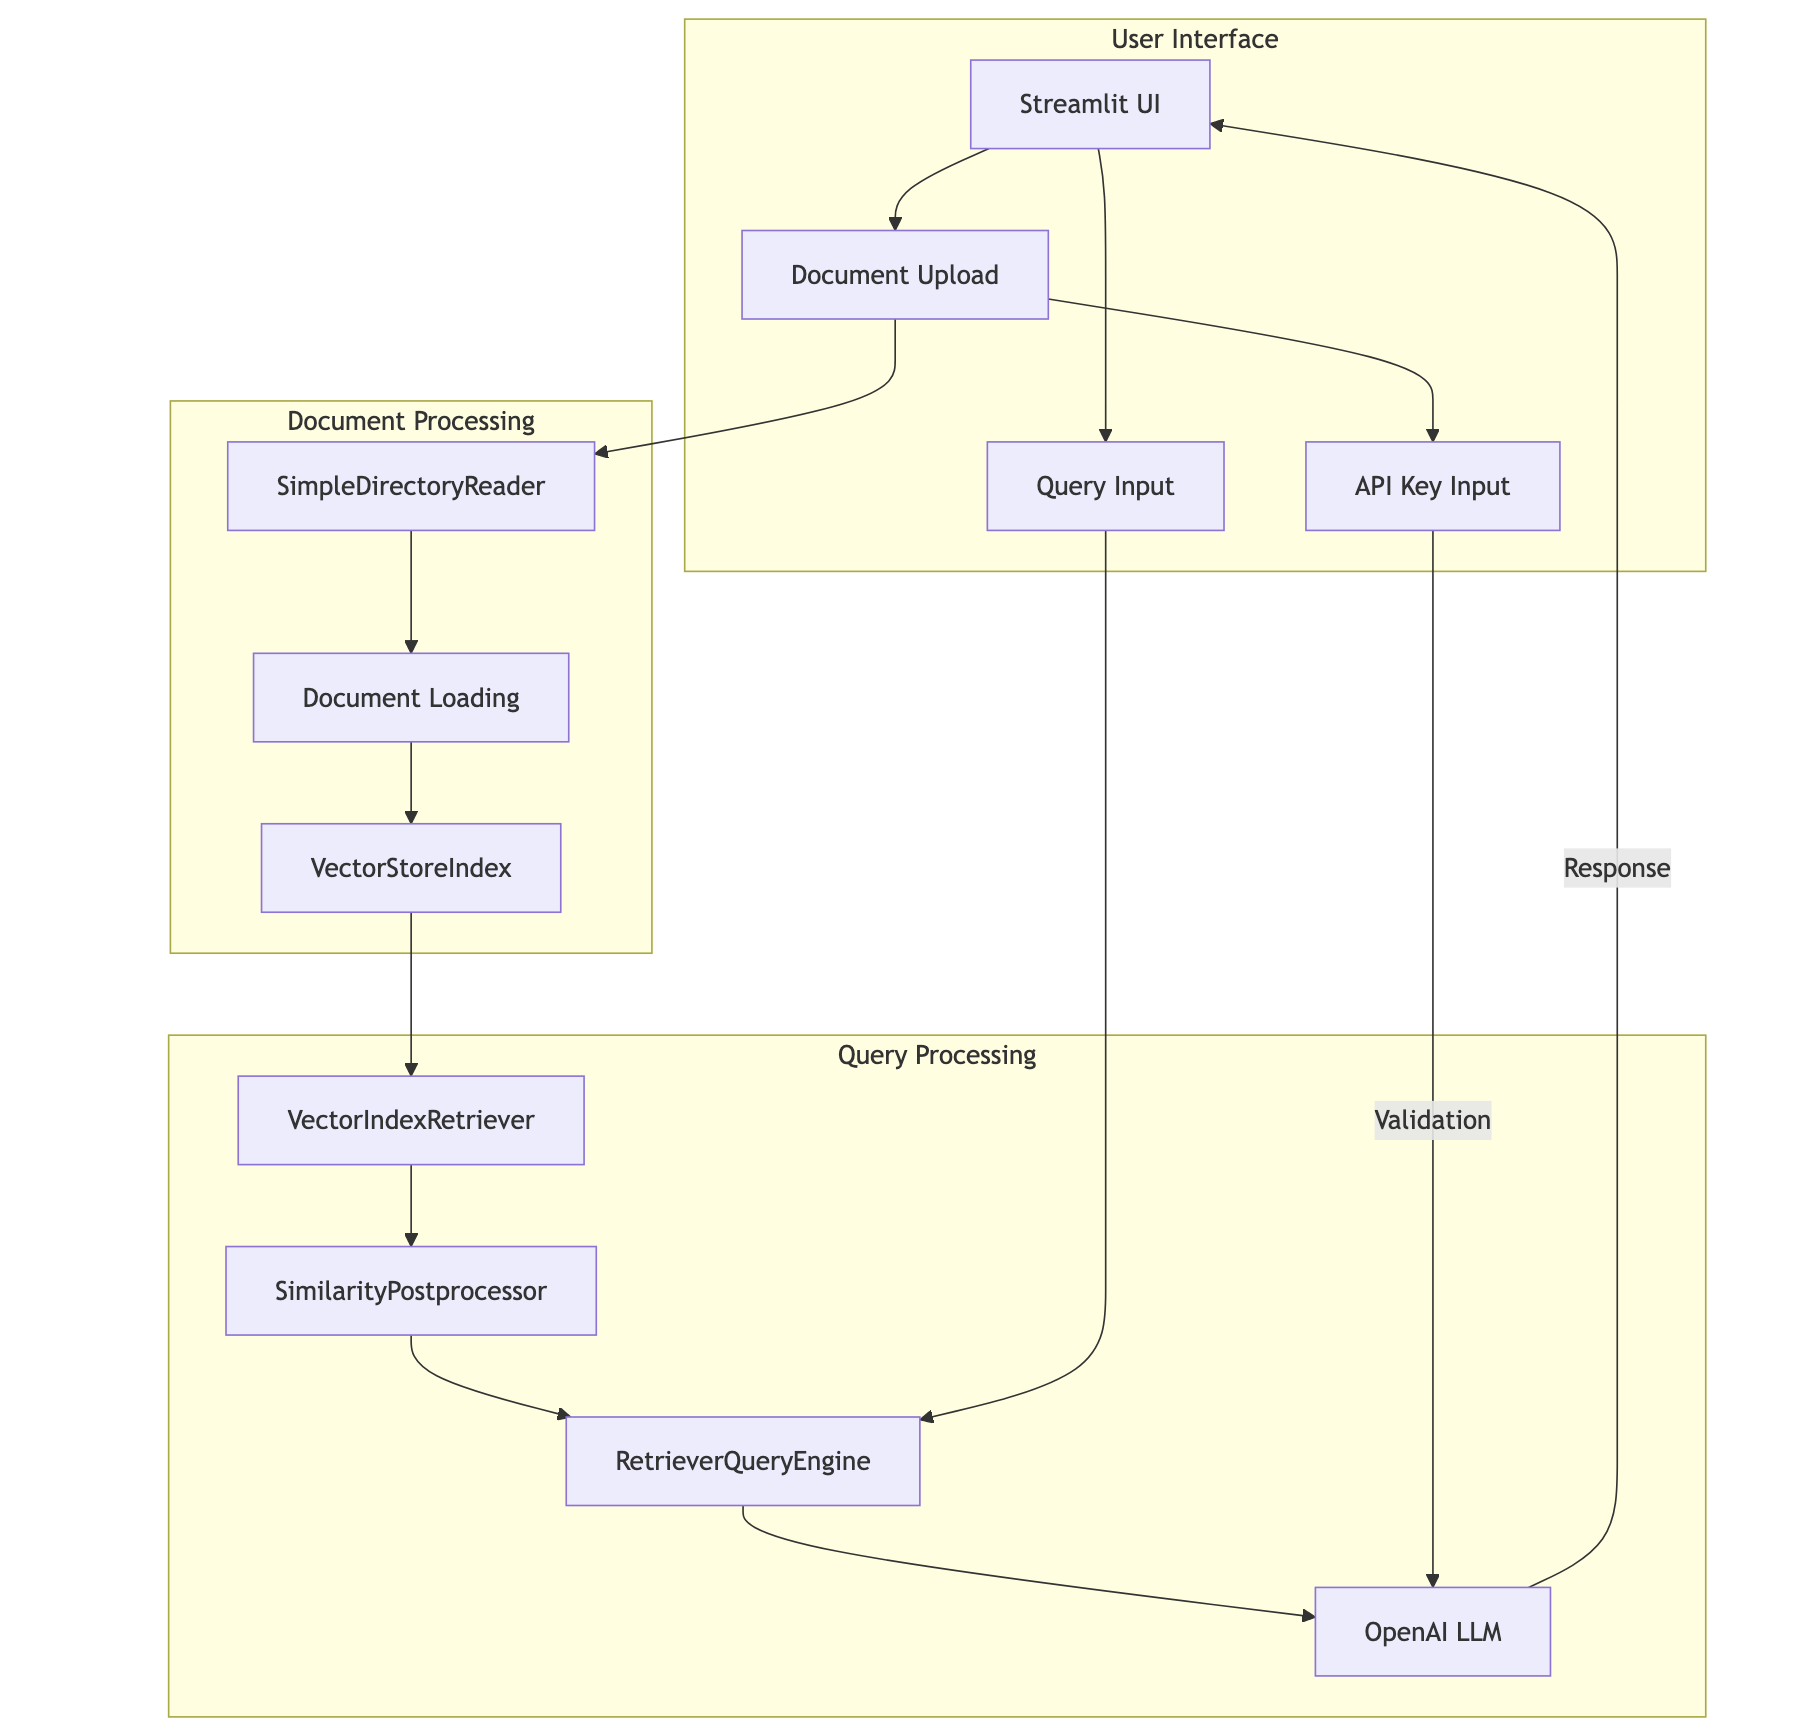 User Interface
Streamlit UI
Document Upload
Document Processing
SimpleDirectoryReader
Query Input
API Key Input
Document Loading
VectorStoreIndex
Response
Query Processing
VectorIndexRetriever
Validation
SimilarityPostprocessor
RetrieverQueryEngine
OpenAI LLM